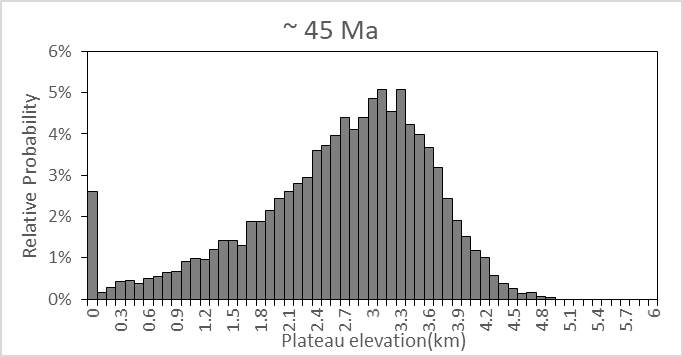 ~ 45 Ma
6%
5%
4%
3%
2%
1%
0%
Relative Probability
0 0.3 0.6 0.9 1.2 1.5 1.8 2.1 2.4 2.7 3 3.3 3.6 3.9 4.2 4.5 4.8 5.1 5.4 5.7 6
Plateau elevation(km)